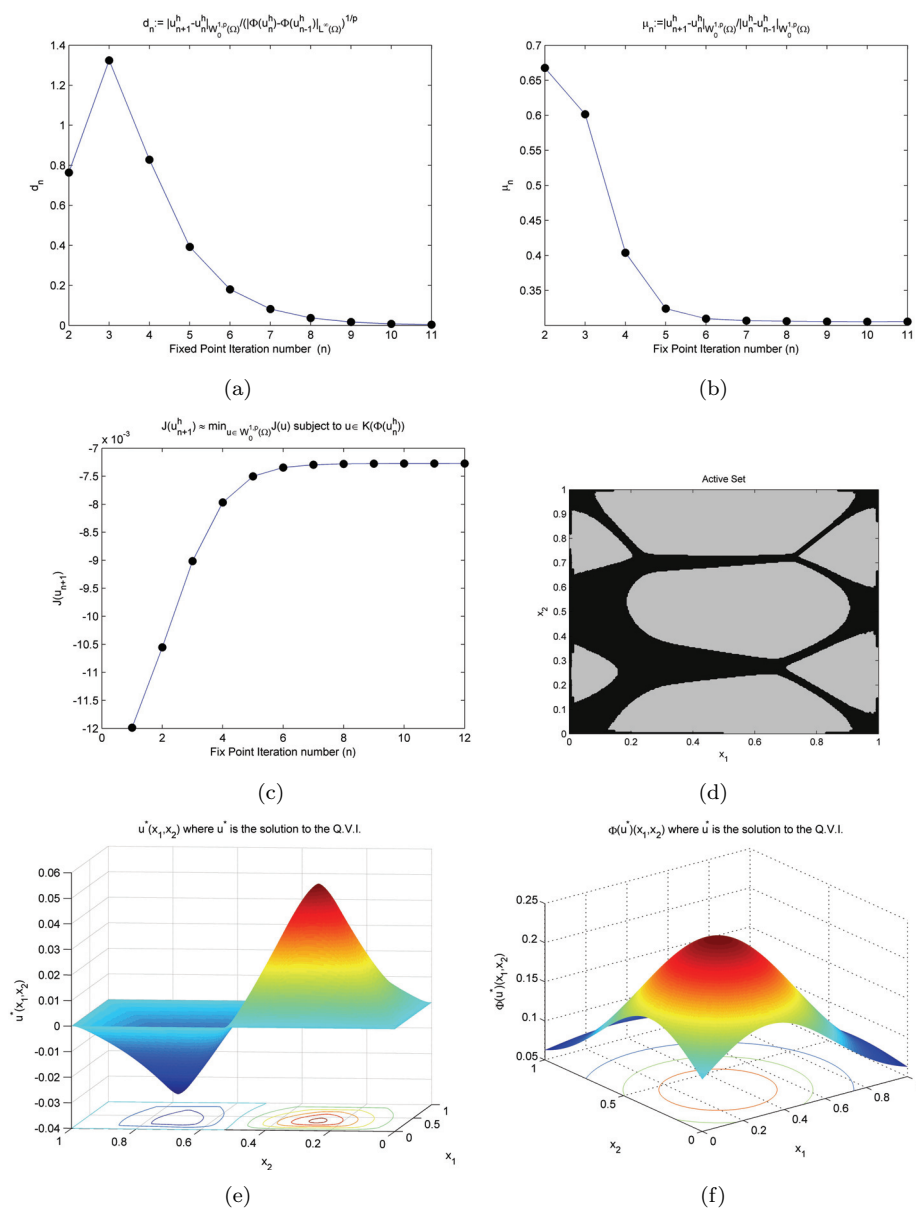 d_n:= |u^h_{n+1}-u^h_n|_{W_0^{1,p}(Ω)}/(|Φ(u^h_n)-Φ(u^h_{n-1})|_{L^∞(Ω)})^{1/p}
1.4
1.2
1
0.8
0.6
0.4
0.2
0
d_n
2 3 4 5 6 7 8 9 10 11
Fixed Point Iteration number (n)
(a)
μ_n:=|u^h_{n+1}-u^h_n|_{W_0^{1,p}(Ω)}/|u^h_n-u^h_{n-1}|_{W_0^{1,p}(Ω)}
0.7
0.65
0.6
0.55
0.5
0.45
0.4
0.35
μ_n
2 3 4 5 6 7 8 9 10 11
Fix Point Iteration number (n)
(b)
J(u^h_{n+1}) ≈ min_{u∈ W_0^{1,p}(Ω)}J(u) subject to u∈ K(Φ(u^h_n))
x 10^{-3}
-7
-7.5
-8
-8.5
-9
-9.5
-10
-10.5
-11
-11.5
-12
J(u_{n+1})
0 2 4 6 8 10 12
Fix Point Iteration number (n)
(c)
Active Set
1
0.9
0.8
0.7
0.6
0.5
0.4
0.3
0.2
0.1
0
x_2
0 0.2 0.4 0.6 0.8 1
x_1
(d)
u^*(x_1,x_2) where u^* is the solution to the Q.V.I.
0.06
0.05
0.04
0.03
0.02
0.01
0
-0.01
-0.02
-0.03
-0.04
u^*(x_1,x_2)
1 0.8 0.6 0.4 0.2 0
x_2
0 0.5 1
x_1
(e)
Φ(u^*)(x_1,x_2) where u^* is the solution to the Q.V.I.
0.25
0.2
0.15
0.1
0.05
Φ(u^*)(x_1,x_2)
1 0.5 0
x_2
0 0.2 0.4 0.6 0.8
x_1
(f)